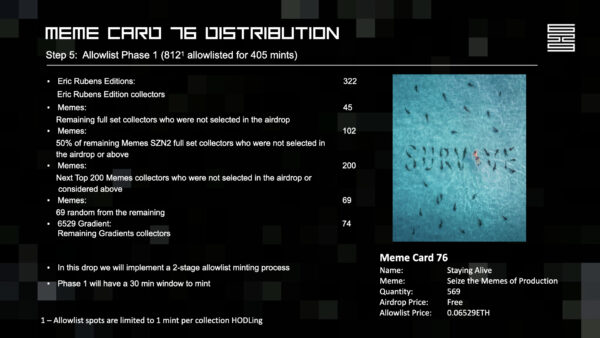 MEME CARD 76 DISTRIBUTION
Step 5: Allowlist Phase 1 (812¹ allowlisted for 405 mints)
• Eric Rubens Editions: 322
Eric Rubens Edition collectors
• Memes: 45
Remaining full set collectors who were not selected in the airdrop
• Memes: 102
50% of remaining Memes SZN2 full set collectors who were not selected in
the airdrop or above
• Memes: 200
Next Top 200 Memes collectors who were not selected in the airdrop or
considered above
• Memes: 69
69 random from the remaining
• 6529 Gradient: 74
Remaining Gradients collectors
• In this drop we will implement a 2-stage allowlist minting process
• Phase 1 will have a 30 min window to mint
1 – Allowlist spots are limited to 1 mint per collection HODLing
SURVIVE
Meme Card 76
Name: Staying Alive
Meme: Seize the Memes of Production
Quantity: 569
Airdrop Price: Free
Allowlist Price: 0.06529ETH